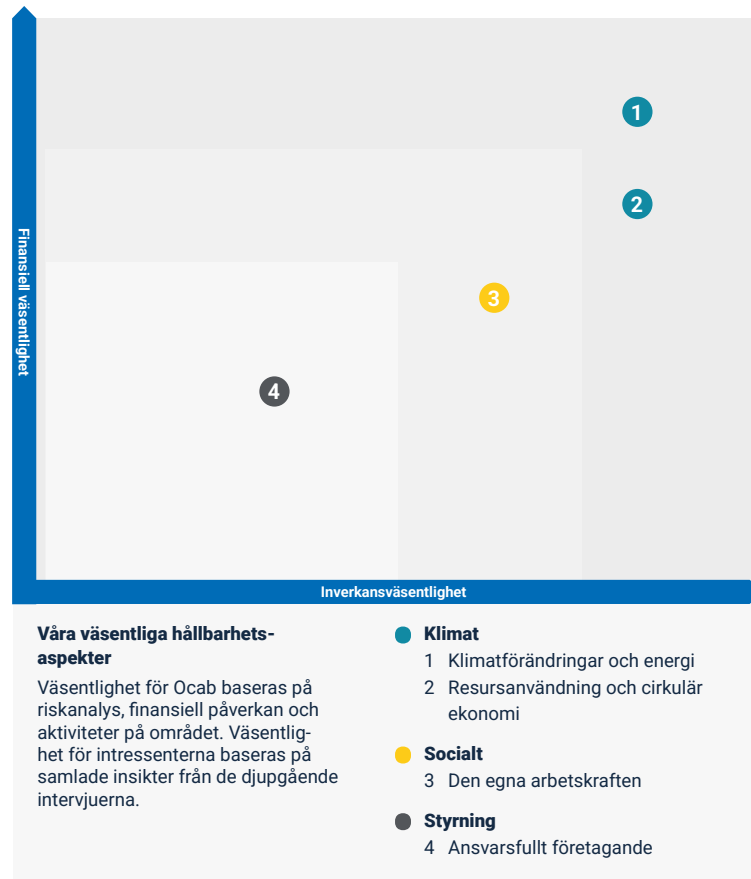 1
2
3
4
Finansiell väsentlighet
Inverkansväsentlighet
Våra väsentliga hållbarhets-
aspekter
Väsentlighet för Ocab baseras på
riskanalys, finansiell påverkan och
aktiviteter på området. Väsentlig-
het för intressenterna baseras på
samlade insikter från de djupgående
intervjuerna.
Klimat
1 Klimatförändringar och energi
2 Resursanvändning och cirkulär
ekonomi
Socialt
3 Den egna arbetskraften
Styrning
4 Ansvarsfullt företagande